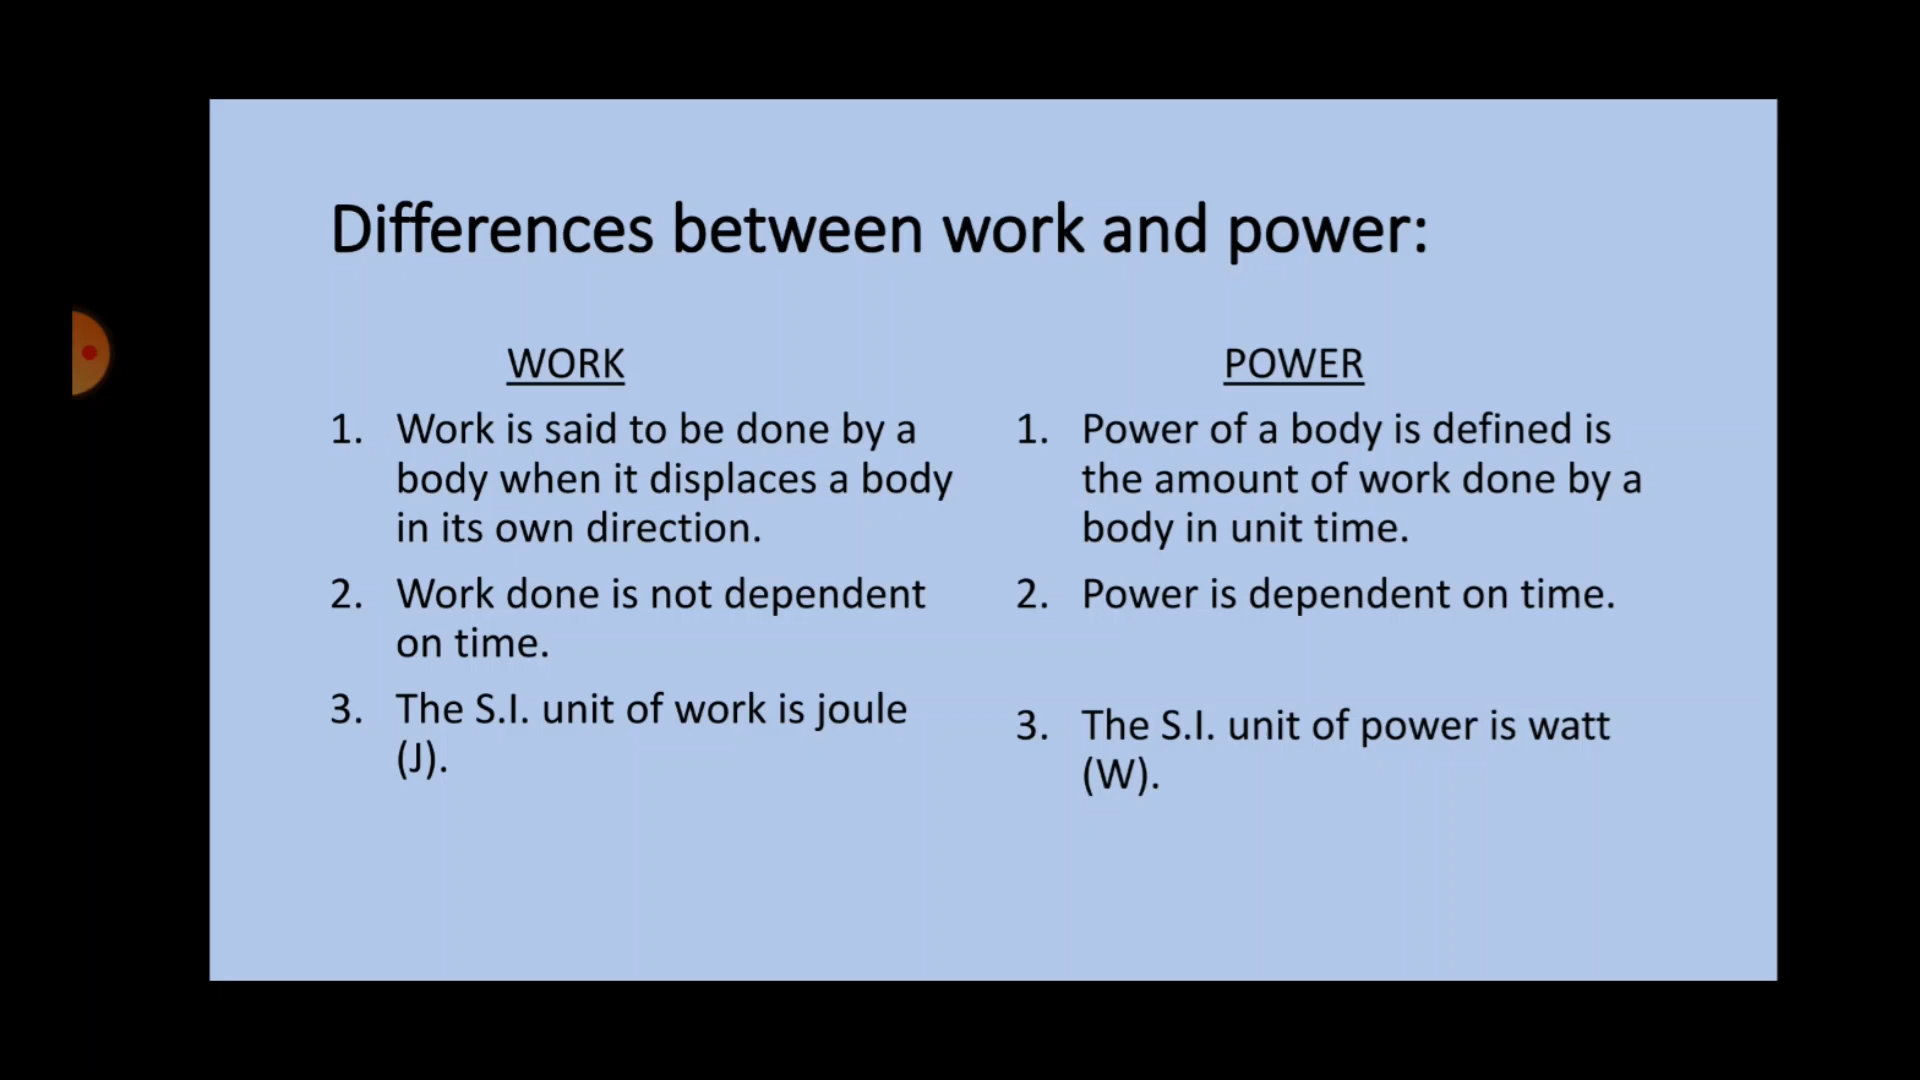 Differences between work and power:
WORK
1. Work is said to be done by a
body when it displaces a body
in its own direction.
2. Work done is not dependent
on time.
3. The S.I. unit of work is joule
(J).
POWER
1. Power of a body is defined is
the amount of work done by a
body in unit time.
2. Power is dependent on time.
3. The S.I. unit of power is watt
(W).